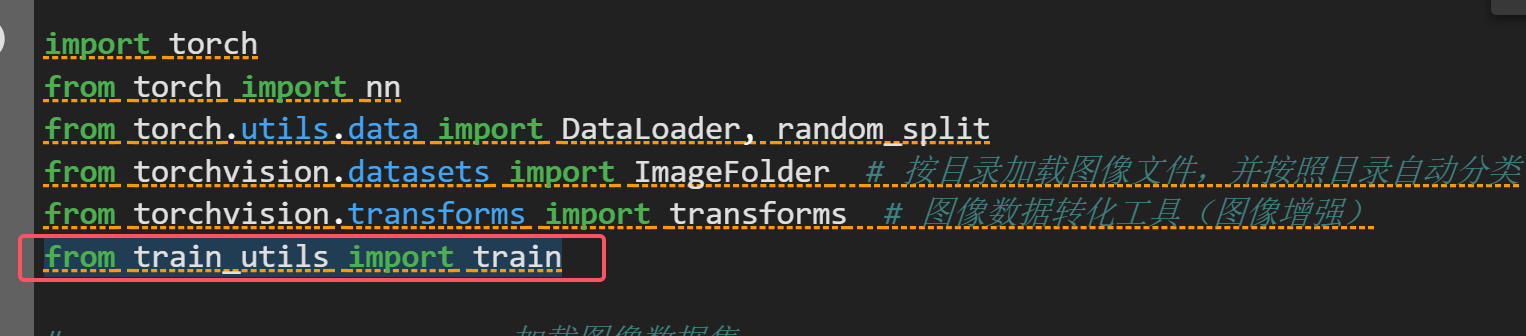 import torch
from torch import nn
from torch.utils.data import DataLoader, random_split
from torchvision.datasets import ImageFolder  # 按目录加载图像文件，并按照目录自动分类
from torchvision.transforms import transforms  # 图像数据转化工具（图像增强）
from train_utils import train
加载图像数据集